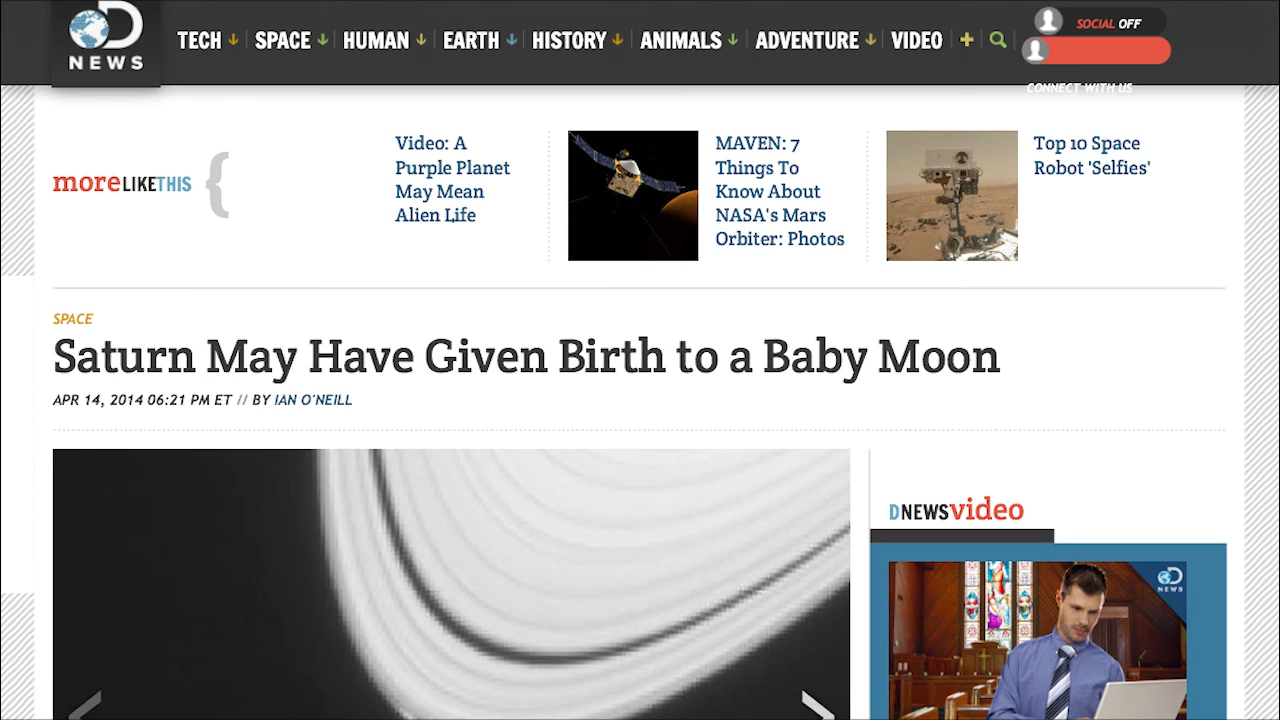 NEWS
TECH SPACE HUMAN EARTH HISTORY ANIMALS ADVENTURE VIDEO +
SOCIAL OFF
CONNECT WITH US
moreLIKETHIS {
Video: A
Purple Planet
May Mean
Alien Life
MAVEN: 7
Things To
Know About
NASA's Mars
Orbiter: Photos
Top 10 Space
Robot 'Selfies'
SPACE
Saturn May Have Given Birth to a Baby Moon
APR 14, 2014 06:21 PM ET // BY IAN O'NEILL
DNEWSvideo
NEWS